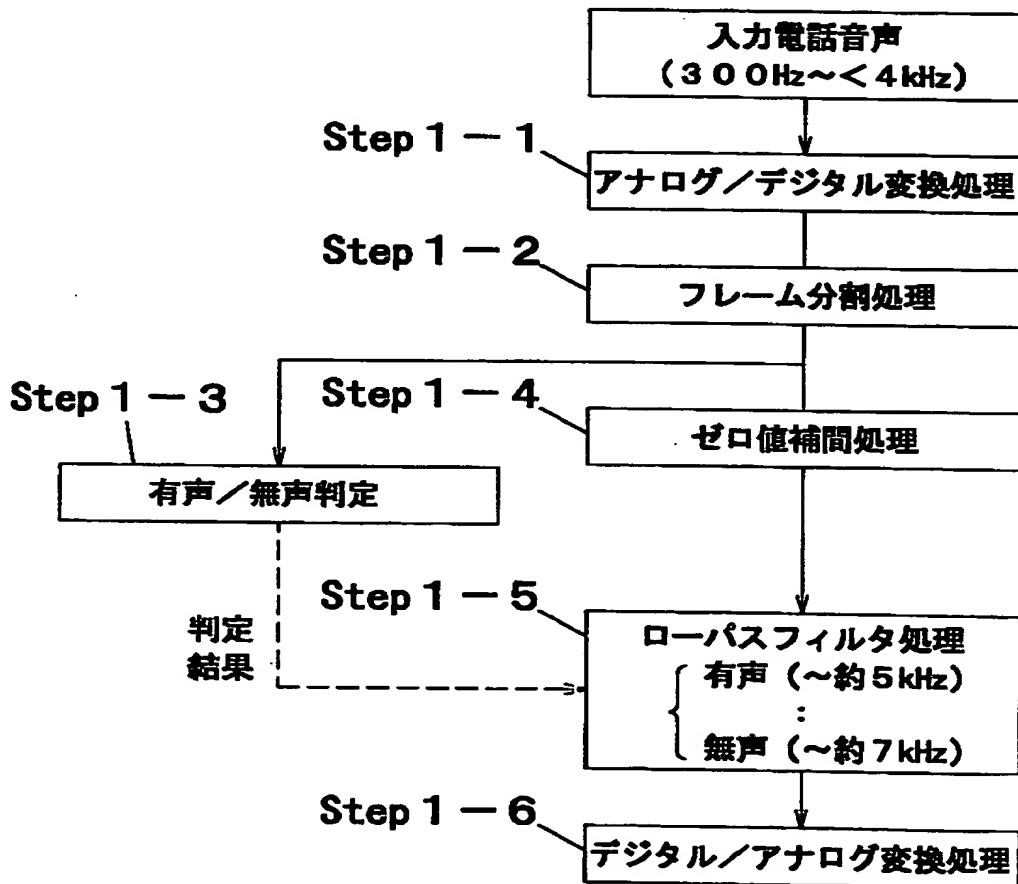 入力電話音声
(300Hz~<4kHz)
Step1-1
アナログ/デジタル変換処理
Step1-2
フレーム分割処理
Step1-3
有声/無声判定
Step1-4
ゼロ値補間処理
判定
結果
Step1-5
ローパスフィルタ処理
有声(~約5kHz)
:
無声(~約7kHz)
Step1-6
デジタル/アナログ変換処理